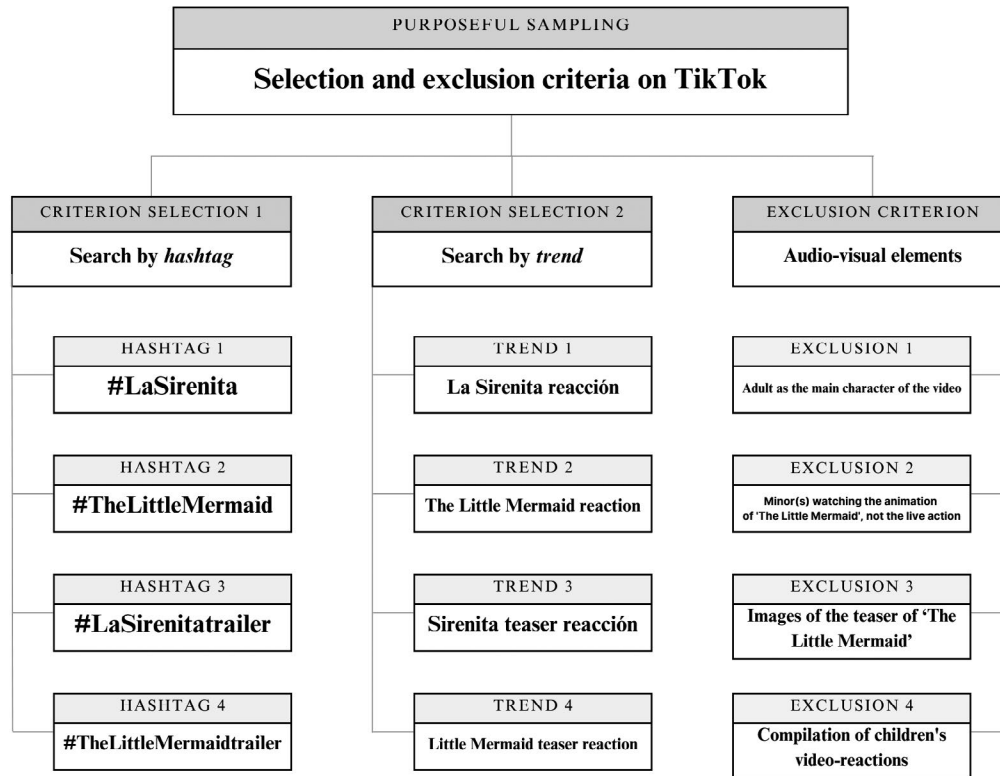 PURPOSEFUL SAMPLING
Selection and exclusion criteria on TikTok
CRITERION SELECTION 1
Search by hashtag
HASHTAG 1
#LaSirenita
HASHTAG 2
#TheLittleMermaid
HASHTAG 3
#LaSirenitatrailer
HASHTAG 4
#TheLittleMermaidtrailer
CRITERION SELECTION 2
Search by trend
TREND 1
La Sirenita reacción
TREND 2
The Little Mermaid reaction
TREND 3
Sirenita teaser reacción
TREND 4
Little Mermaid teaser reaction
EXCLUSION CRITERION
Audio-visual elements
EXCLUSION 1
Adult as the main character of the video
EXCLUSION 2
Minor(s) watching the animation
of 'The Little Mermaid', not the live action
EXCLUSION 3
Images of the teaser of ‘The
Little Mermaid’
EXCLUSION 4
Compilation of children's
video-reactions